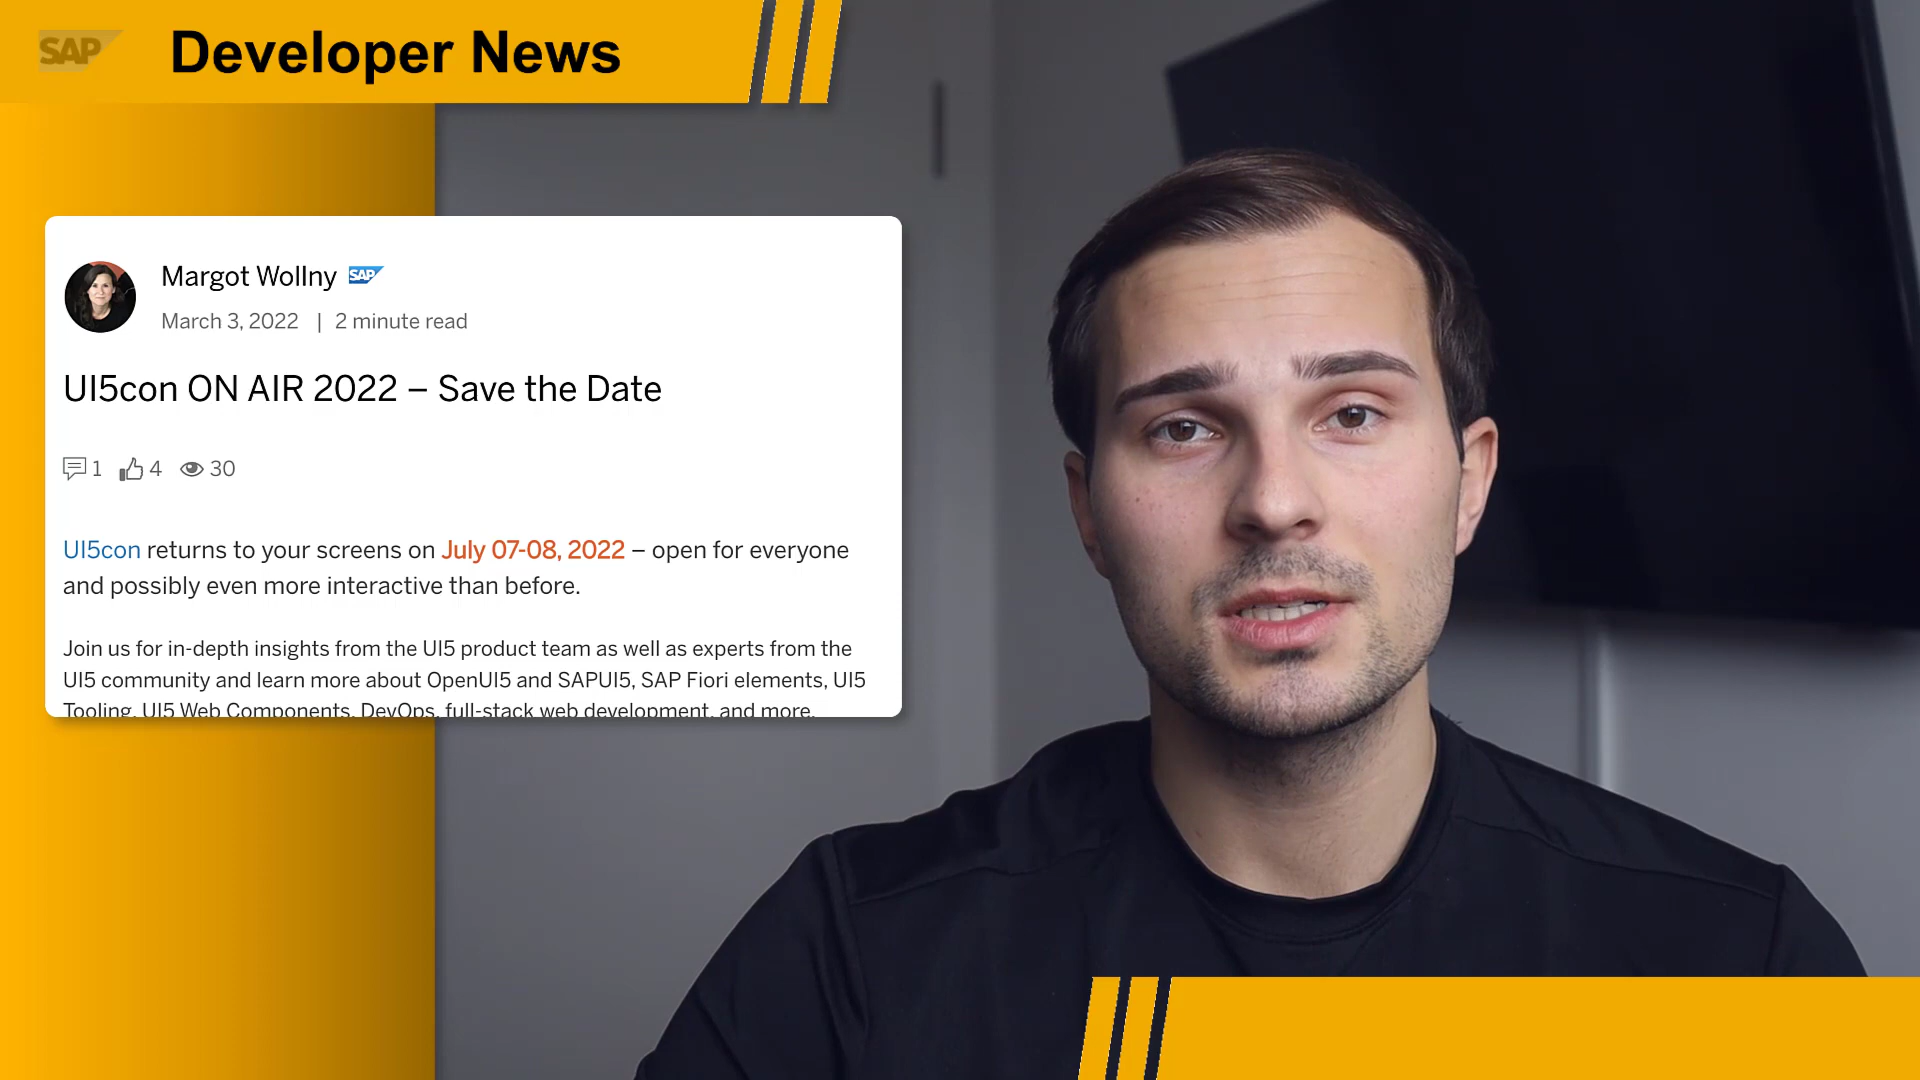 SAP Developer News
Margot Wollny SAP
March 3, 2022 | 2 minute read
UI5con ON AIR 2022 – Save the Date
1 4 30
UI5con returns to your screens on July 07-08, 2022 – open for everyone
and possibly even more interactive than before.
Join us for in-depth insights from the UI5 product team as well as experts from the
UI5 community and learn more about OpenUI5 and SAPUI5, SAP Fiori elements, UI5
Tooling, UI5 Web Components, DevOps, full-stack web development, and more.